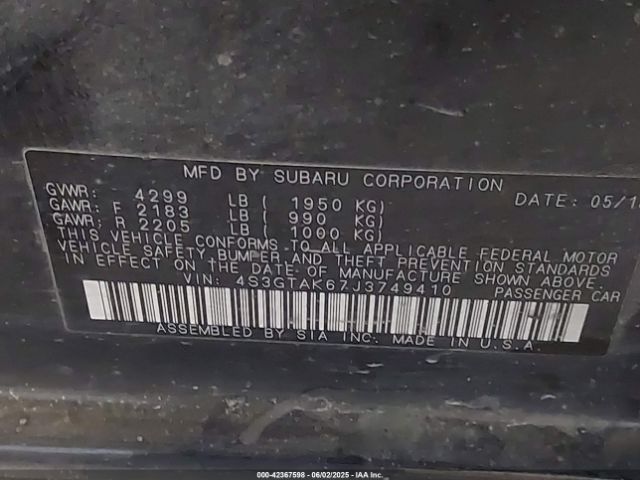 MFD BY SUBARU CORPORATION
GVWR: 4299 LB ( 1950 KG) DATE: 05/18
GAWR: F 2183 LB ( 990 KG)
GAWR: R 2205 LB ( 1000 KG)
THIS VEHICLE CONFORMS TO ALL APPLICABLE FEDERAL MOTOR
VEHICLE SAFETY, BUMPER AND THEFT PREVENTION STANDARDS
IN EFFECT ON THE DATE OF MANUFACTURE SHOWN ABOVE.
VIN: 4S3GTAK67J3749410 PASSENGER CAR
ASSEMBLED BY SIA INC. MADE IN U.S.A.
000-42367598 - 06/02/2025 - IAA Inc.